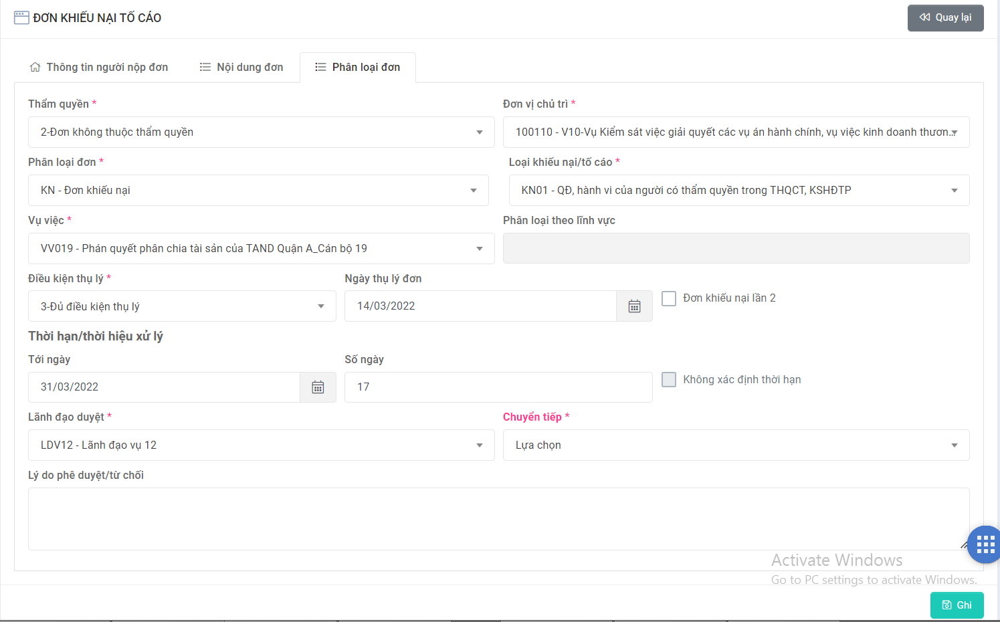 ĐƠN KHIẾU NẠI TỐ CÁO
Quay lại
Thông tin người nộp đơn
Nội dung đơn
Phân loại đơn
Thẩm quyền *
Đơn vị chủ trì *
2-Đơn không thuộc thẩm quyền
100110 - V10-Vụ Kiểm sát việc giải quyết các vụ án hành chính, vụ việc kinh doanh thươn...
Phân loại đơn *
Loại khiếu nại/tố cáo *
KN - Đơn khiếu nại
KN01 - QĐ, hành vi của người có thẩm quyền trong THQCT, KSHĐTP
Vụ việc *
Phân loại theo lĩnh vực
VV019 - Phán quyết phân chia tài sản của TAND Quận A_Cán bộ 19
Điều kiện thụ lý *
Ngày thụ lý đơn
3-Đủ điều kiện thụ lý
14/03/2022
Đơn khiếu nại lần 2
Thời hạn/thời hiệu xử lý
Tới ngày
Số ngày
31/03/2022
17
Không xác định thời hạn
Lãnh đạo duyệt *
Chuyển tiếp *
LDV12 - Lãnh đạo vụ 12
Lựa chọn
Lý do phê duyệt/từ chối
Activate Windows
Go to PC settings to activate Windows.
Ghi